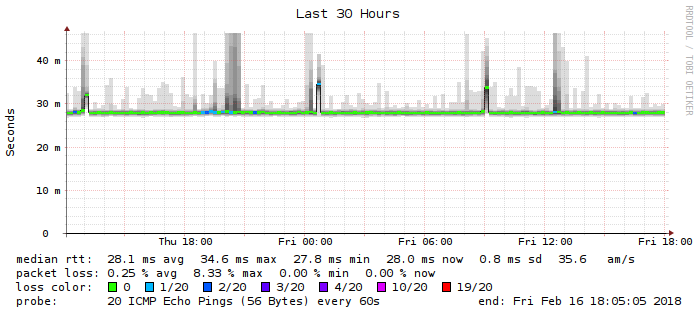 Last 30 Hours
RRDTOOL / TOBI OETIKER
Seconds
40 m
30 m
20 m
10 m
0
Thu 18:00 Fri 00:00 Fri 06:00 Fri 12:00 Fri 18:00
median rtt: 28.1 ms avg 34.6 ms max 27.8 ms min 28.0 ms now 0.8 ms sd 35.6 am/s
packet loss: 0.25 % avg 8.33 % max 0.00 % min 0.00 % now
loss color: 0 1/20 2/20 3/20 4/20 10/20 19/20
probe: 20 ICMP Echo Pings (56 Bytes) every 60s end: Fri Feb 16 18:05:05 2018